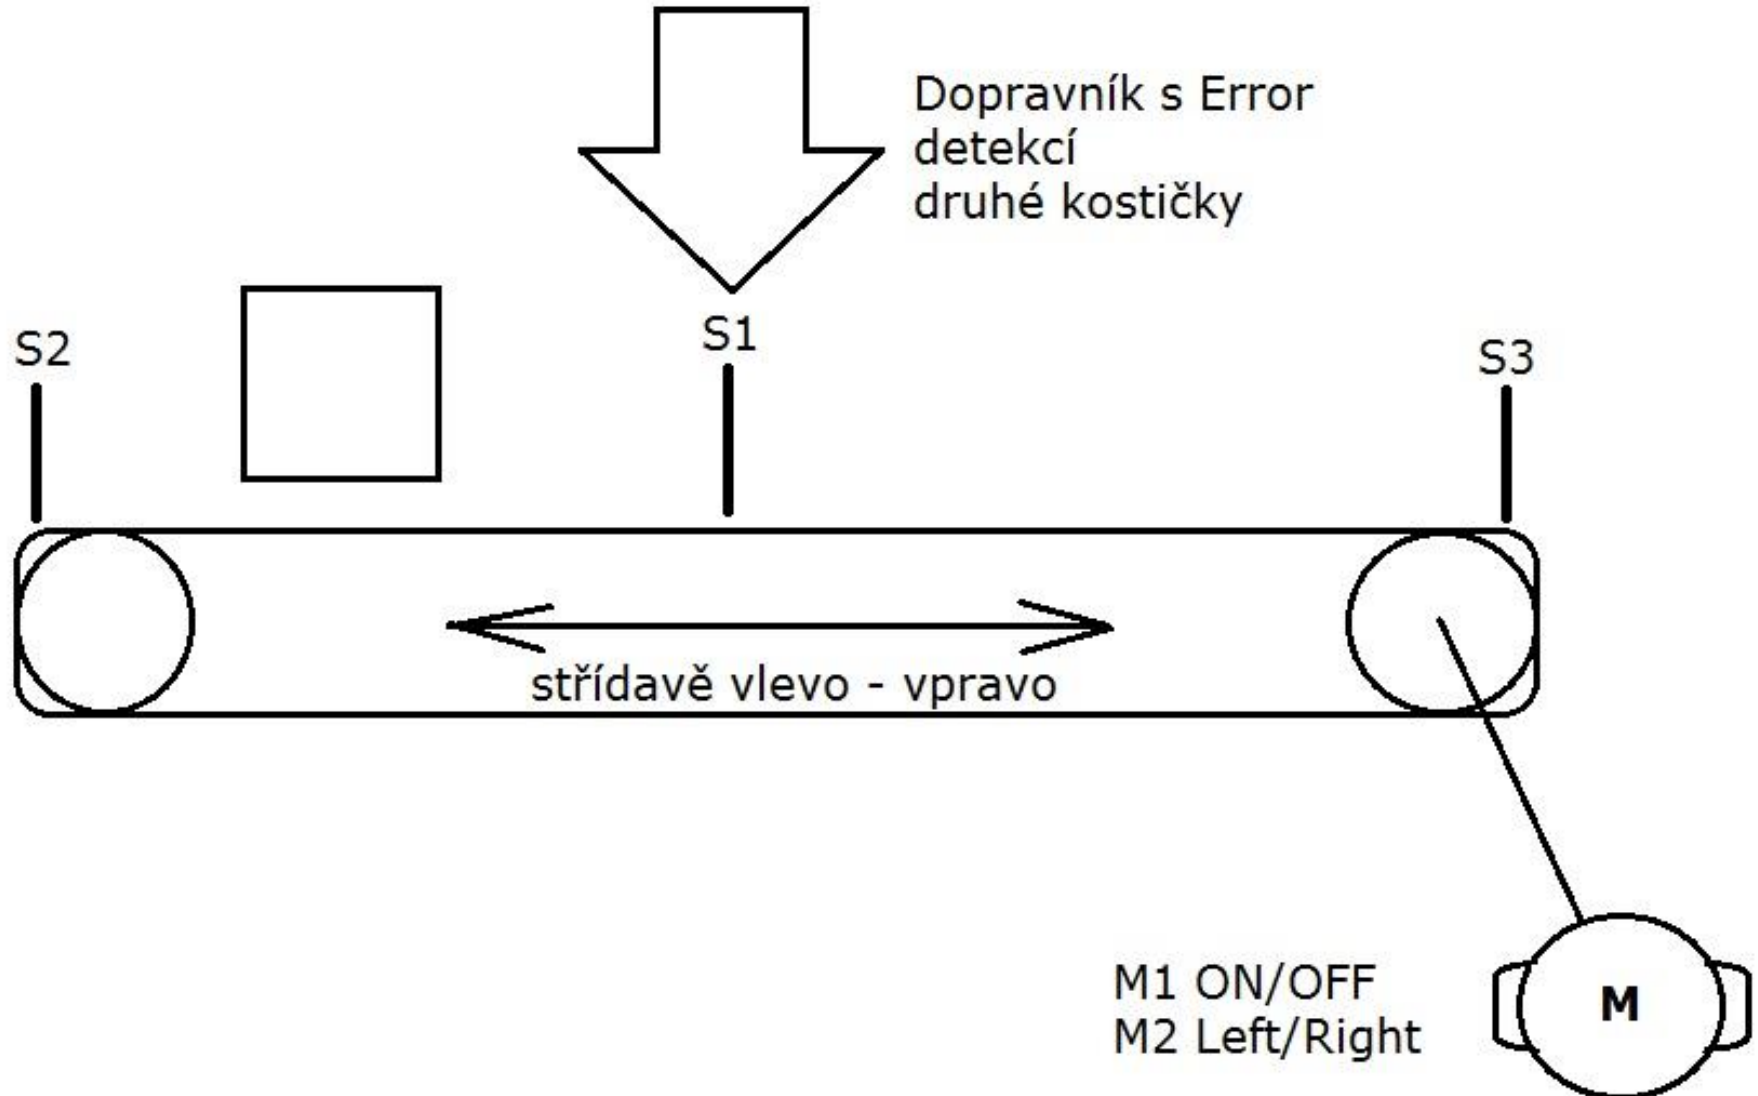 Dopravník s Error
detekcí
druhé kostičky
S1
S2
S3
střídavě vlevo - vpravo
M1 ON/OFF
M2 Left/Right
M